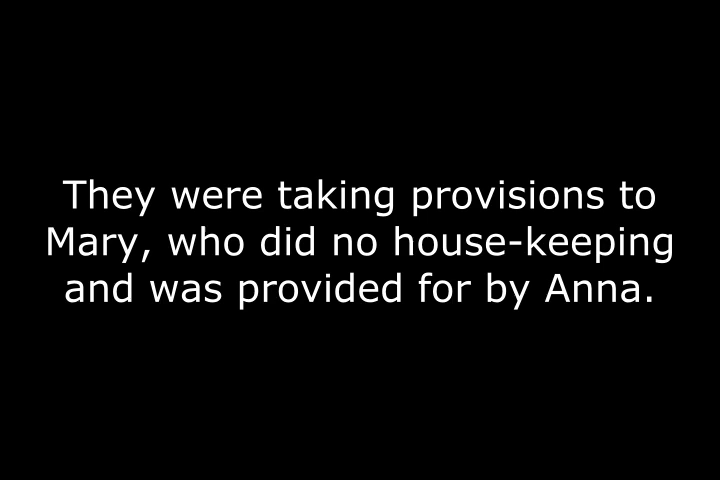 They were taking provisions to
Mary, who did no house-keeping
and was provided for by Anna.